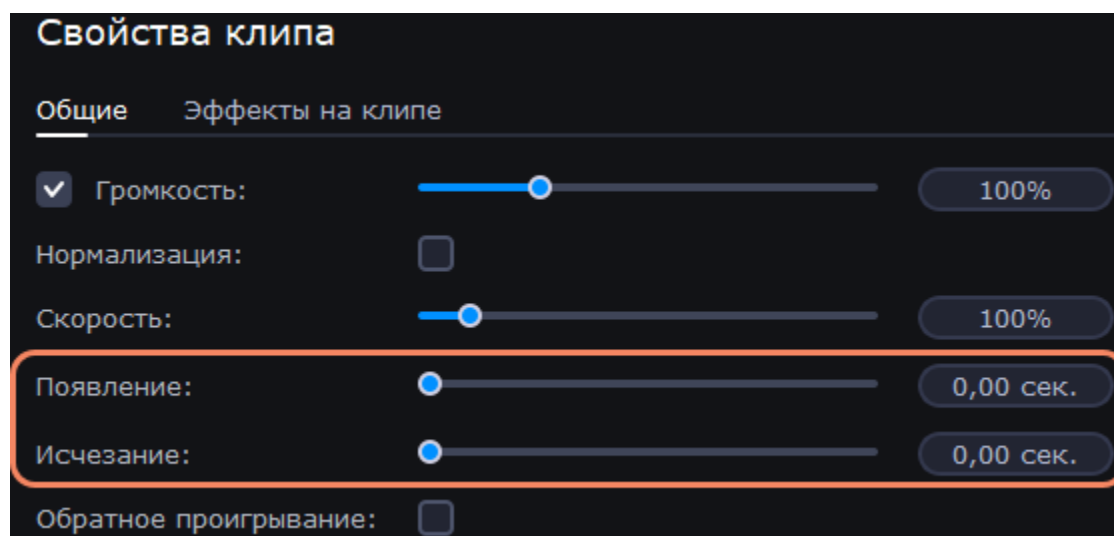 Свойства клипа
Общие Эффекты на клипе
Громкость: 100%
Нормализация:
Скорость: 100%
Появление: 0,00 сек.
Исчезание: 0,00 сек.
Обратное проигрывание: